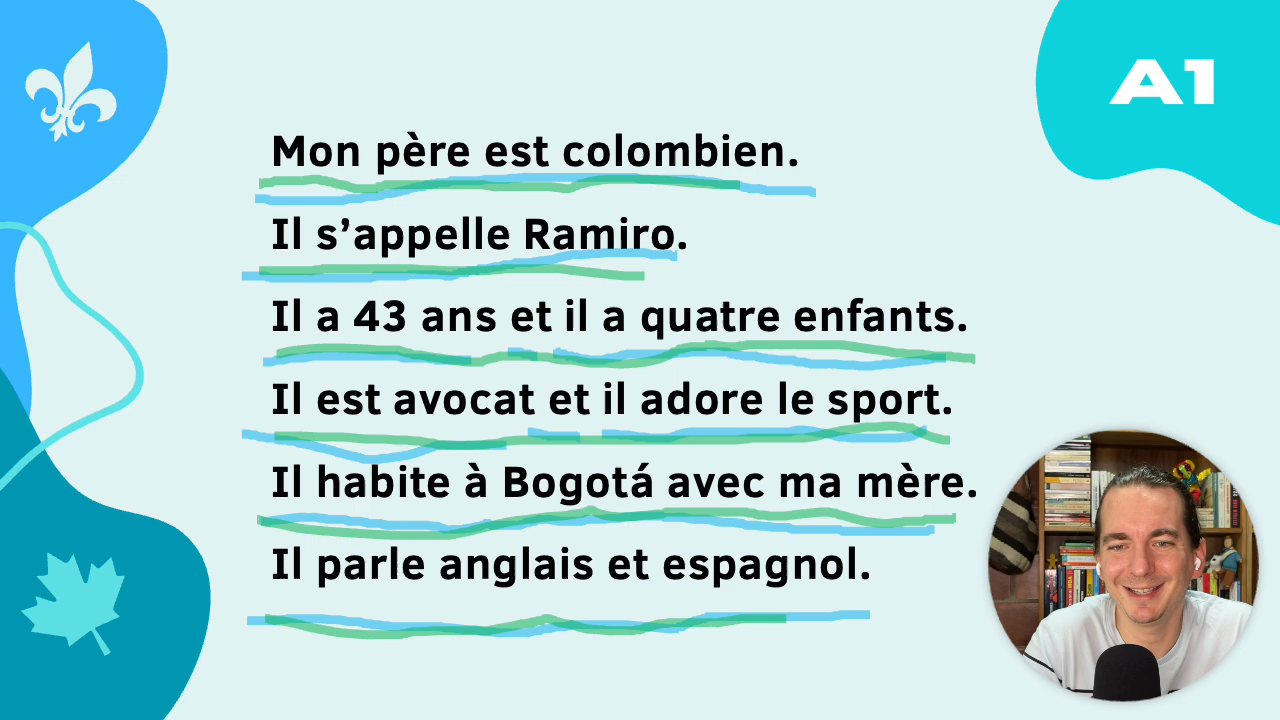 A1
Mon père est colombien.
Il s’appelle Ramiro.
Il a 43 ans et il a quatre enfants.
Il est avocat et il adore le sport.
Il habite à Bogotá avec ma mère.
Il parle anglais et espagnol.